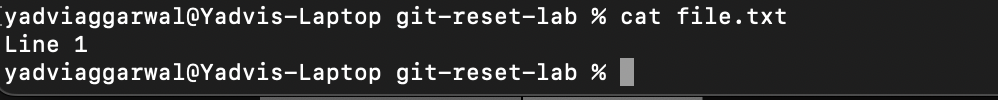 yadviaggarwal@Yadvis-Laptop git-reset-lab % cat file.txt
Line 1
yadviaggarwal@Yadvis-Laptop git-reset-lab %